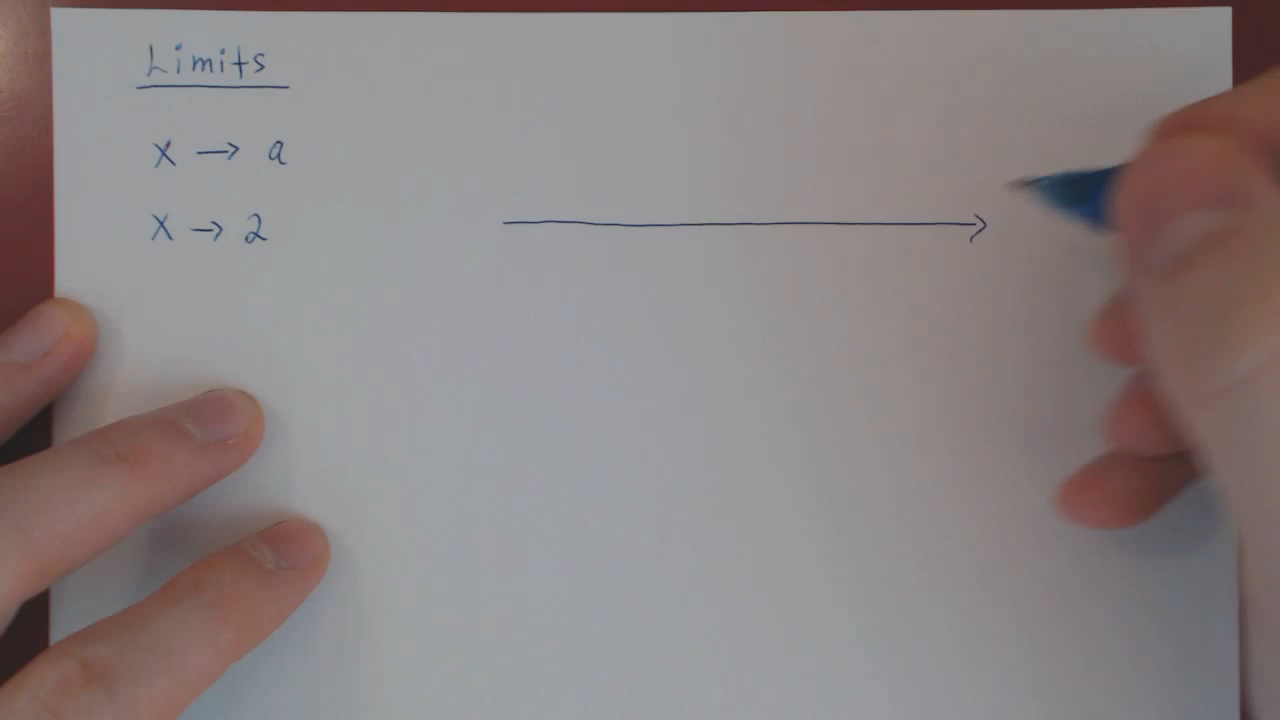 Limits
x → a
x → 2